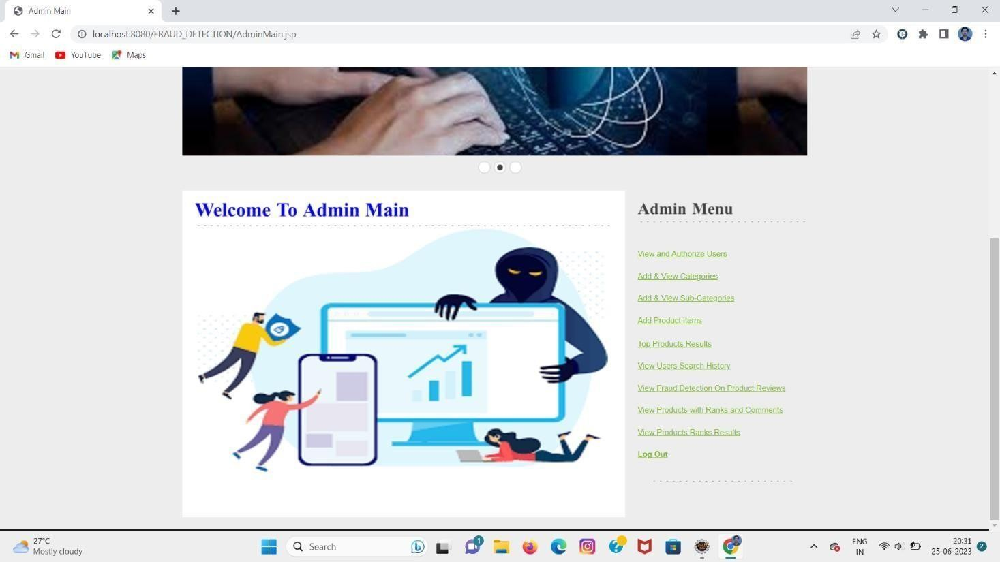 Admin Main
localhost:8080/FRAUD_DETECTION/AdminMain.jsp
Gmail YouTube Maps
Welcome To Admin Main
Admin Menu
View and Authorize Users
Add & View Categories
Add & View Sub-Categories
Add Product Items
Top Products Results
View Users Search History
View Fraud Detection On Product Reviews
View Products with Ranks and Comments
View Products Ranks Results
Log Out
27°C
Mostly cloudy
Search
1
ENG
IN
20:31
25-06-2023
2